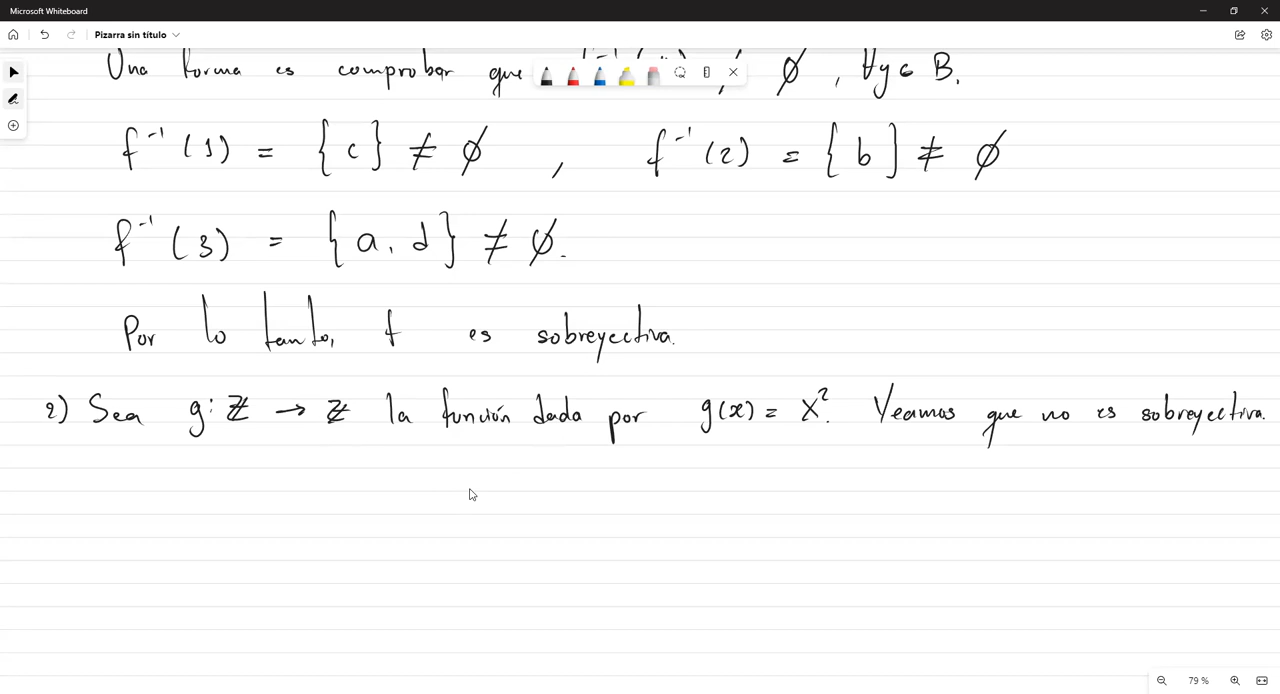 Microsoft Whiteboard
Pizarra sin título
Una forma es comprobar que ≠ ∅, ∀y ∈ B.
f⁻¹(1) = {c} ≠ ∅ , f⁻¹(2) = {b} ≠ ∅
f⁻¹(3) = {a, d} ≠ ∅.
Por lo tanto, f es sobreyectiva.
2) Sea g: ℤ → ℤ la función dada por g(x) = x². Veamos que no es sobreyectiva.
79 %